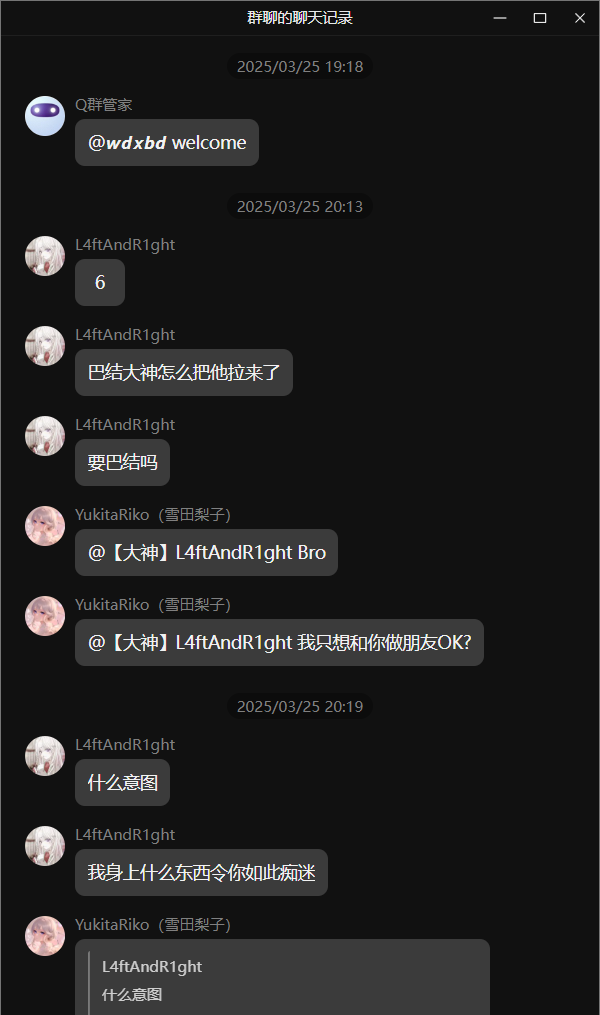 群聊的聊天记录
2025/03/25 19:18
Q群管家
@wdxbd welcome
2025/03/25 20:13
L4ftAndR1ght
6
L4ftAndR1ght
巴结大神怎么把他拉来了
L4ftAndR1ght
要巴结吗
YukitaRiko（雪田梨子）
@【大神】L4ftAndR1ght Bro
YukitaRiko（雪田梨子）
@【大神】L4ftAndR1ght 我只想和你做朋友OK?
2025/03/25 20:19
L4ftAndR1ght
什么意图
L4ftAndR1ght
我身上什么东西令你如此痴迷
YukitaRiko（雪田梨子）
L4ftAndR1ght
什么意图